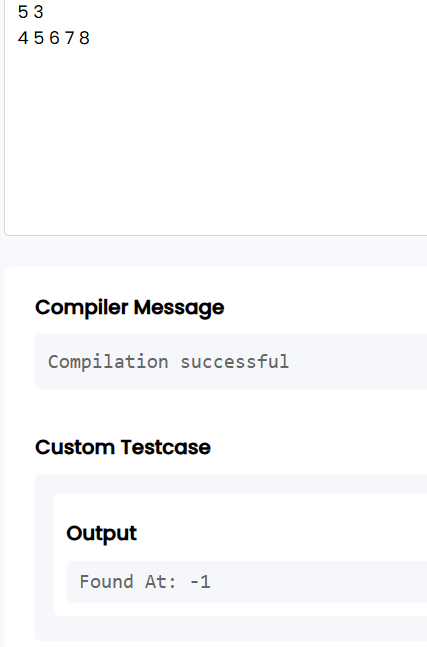 5 3
4 5 6 7 8
Compiler Message
Compilation successful
Custom Testcase
Output
Found At: -1